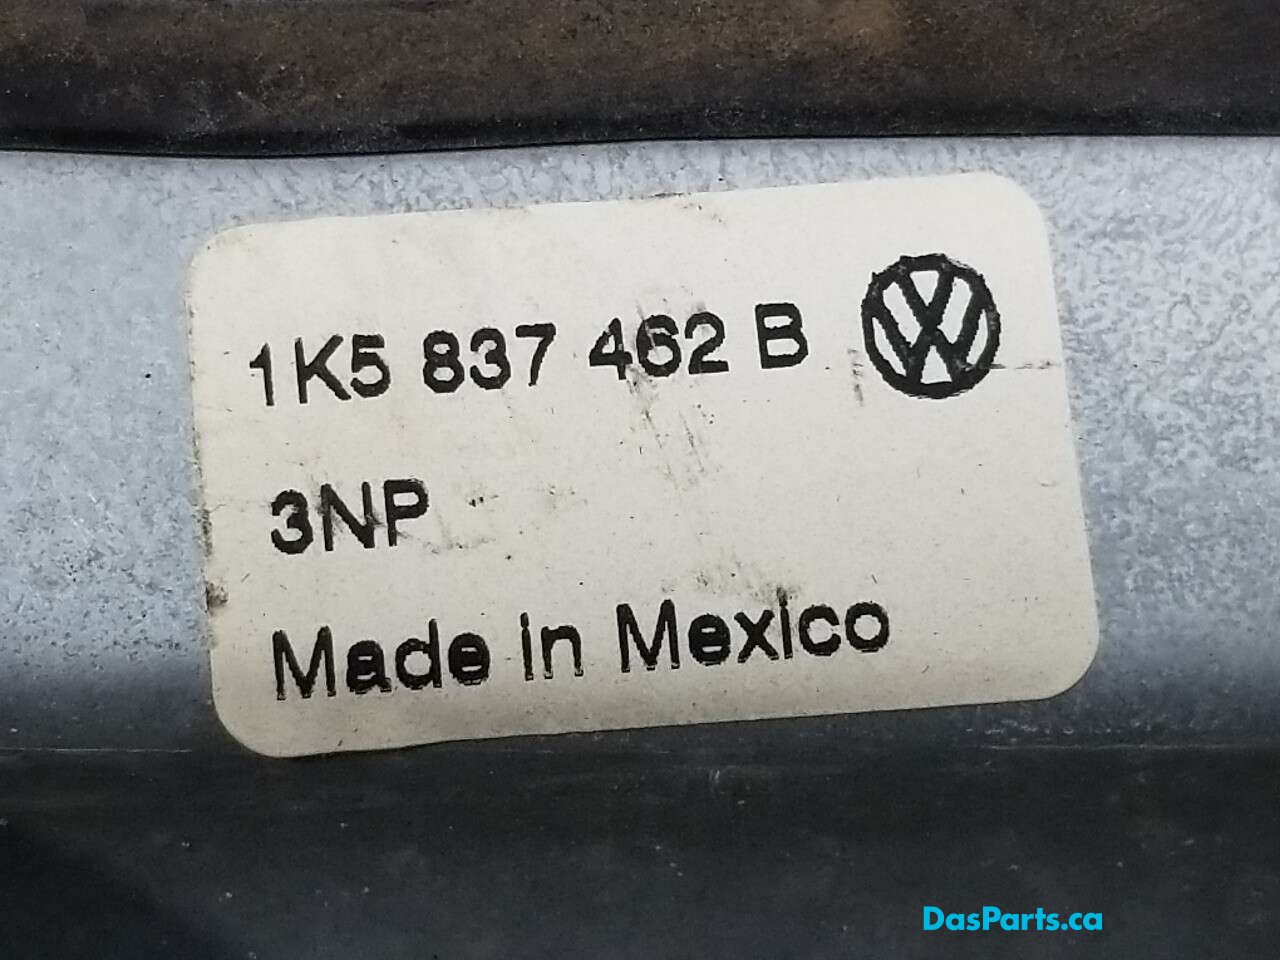 1K5 837 462 B
3NP
Made in Mexico
DasParts.ca